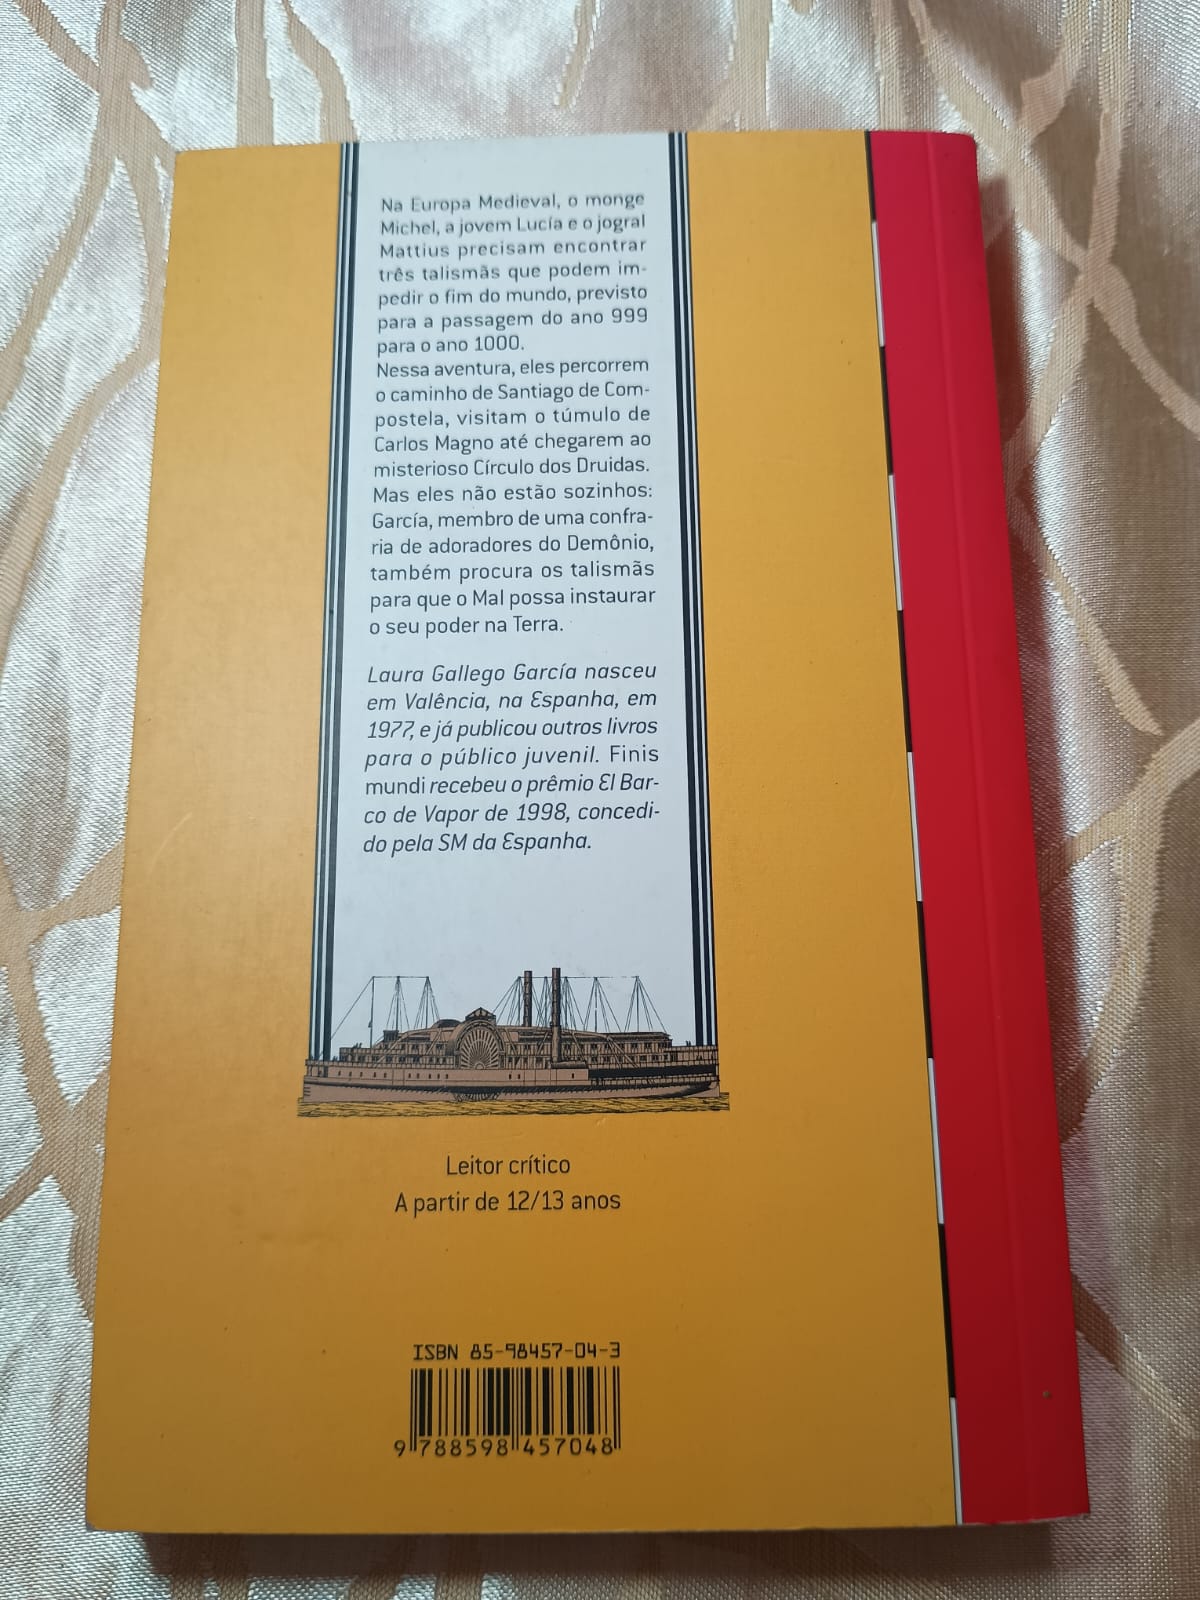 Na Europa Medieval, o monge
Michel, a jovem Lucía e o jogral
Mattius precisam encontrar
três talismãs que podem im-
pedir o fim do mundo, previsto
para a passagem do ano 999
para o ano 1000.
Nessa aventura, eles percorrem
o caminho de Santiago de Com-
postela, visitam o túmulo de
Carlos Magno até chegarem ao
misterioso Círculo dos Druidas.
Mas eles não estão sozinhos:
García, membro de uma confra-
ria de adoradores do Demônio,
também procura os talismãs
para que o Mal possa instaurar
o seu poder na Terra.
Laura Gallego García nasceu
em Valência, na Espanha, em
1977, e já publicou outros livros
para o público juvenil. Finis
mundi recebeu o prêmio El Bar-
co de Vapor de 1998, concedi-
do pela SM da Espanha.
Leitor crítico
A partir de 12/13 anos
ISBN 85-98457-04-3
9 788598 457048